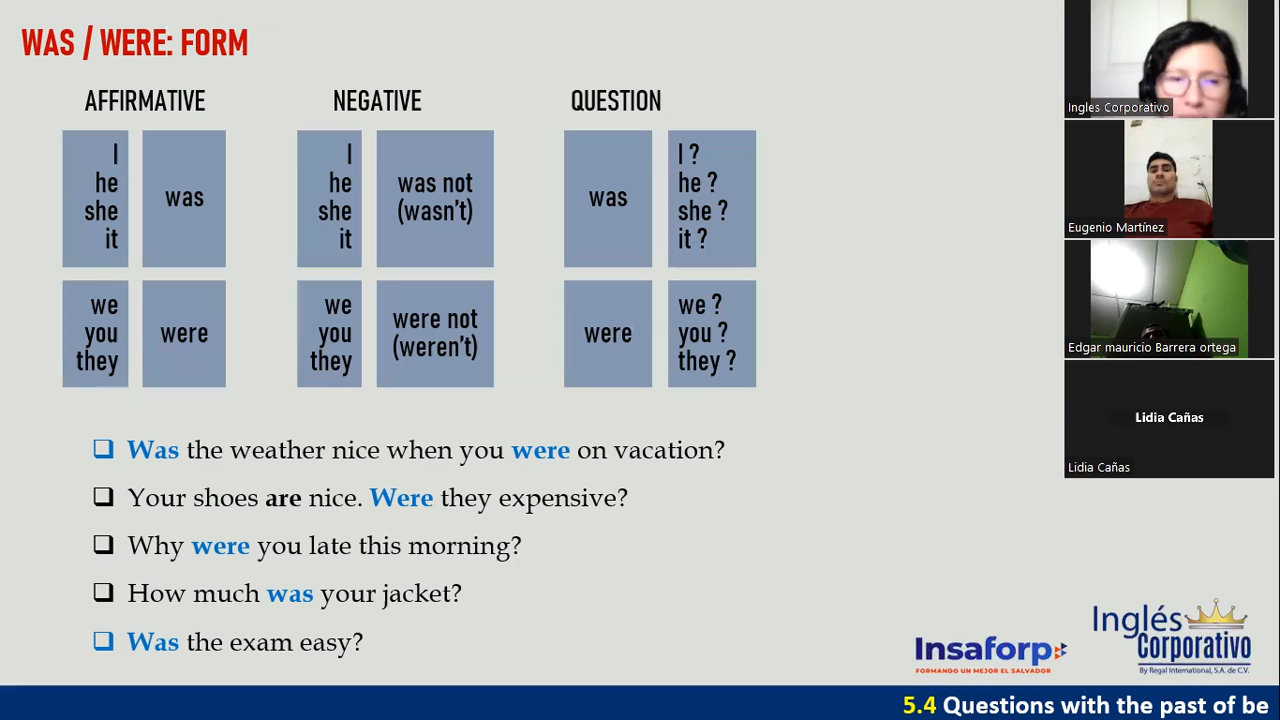 WAS / WERE: FORM
AFFIRMATIVE
NEGATIVE
QUESTION
I
he
she
it
was
I
he
she
it
was not
(wasn't)
was
I ?
he ?
she ?
it ?
we
you
they
were
we
you
they
were not
(weren't)
were
we ?
you ?
they ?
Was the weather nice when you were on vacation?
Your shoes are nice. Were they expensive?
Why were you late this morning?
How much was your jacket?
Was the exam easy?
Ingles Corporativo
Eugenio Martínez
Edgar mauricio Barrera ortega
Lidia Cañas
Lidia Cañas
Insaforp
FORMANDO UN MEJOR EL SALVADOR
Inglés
Corporativo
By Regal International, S.A. de C.V.
5.4 Questions with the past of be